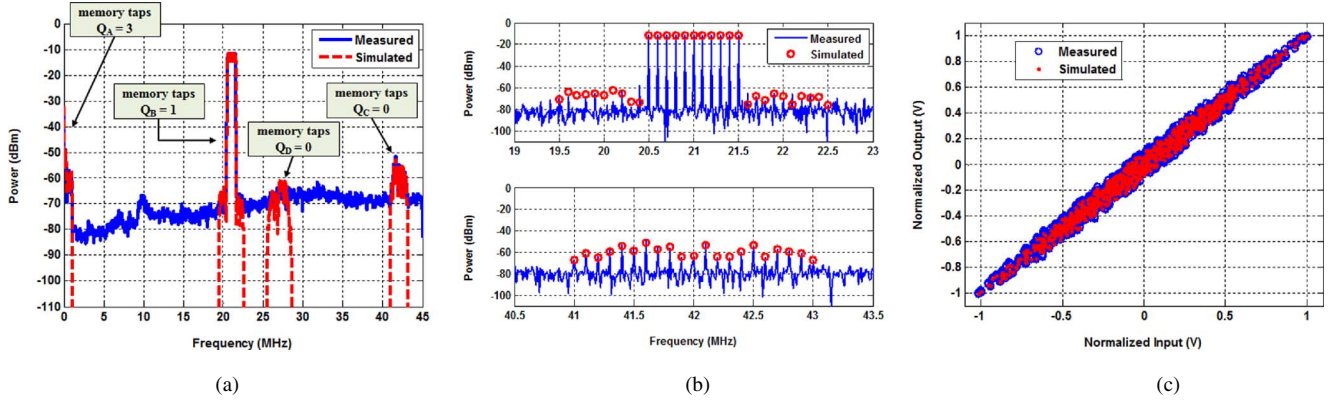 memory taps
Q_A = 3
memory taps
Q_B = 1
memory taps
Q_C = 0
memory taps
Q_D = 0
Measured
Simulated
0
-10
-20
-30
-40
-50
-60
-70
-80
-90
-100
-110
Power (dBm)
0 5 10 15 20 25 30 35 40 45
Frequency (MHz)
(a)
Measured
Simulated
0
-20
-40
-60
-80
-100
Power (dBm)
19 19.5 20 20.5 21 21.5 22 22.5 23
0
-20
-40
-60
-80
-100
Power (dBm)
40.5 41 41.5 42 42.5 43 43.5
Frequency (MHz)
(b)
Measured
Simulated
1
0.8
0.6
0.4
0.2
0
-0.2
-0.4
-0.6
-0.8
-1
Normalized Output (V)
-1 -0.5 0 0.5 1
Normalized Input (V)
(c)